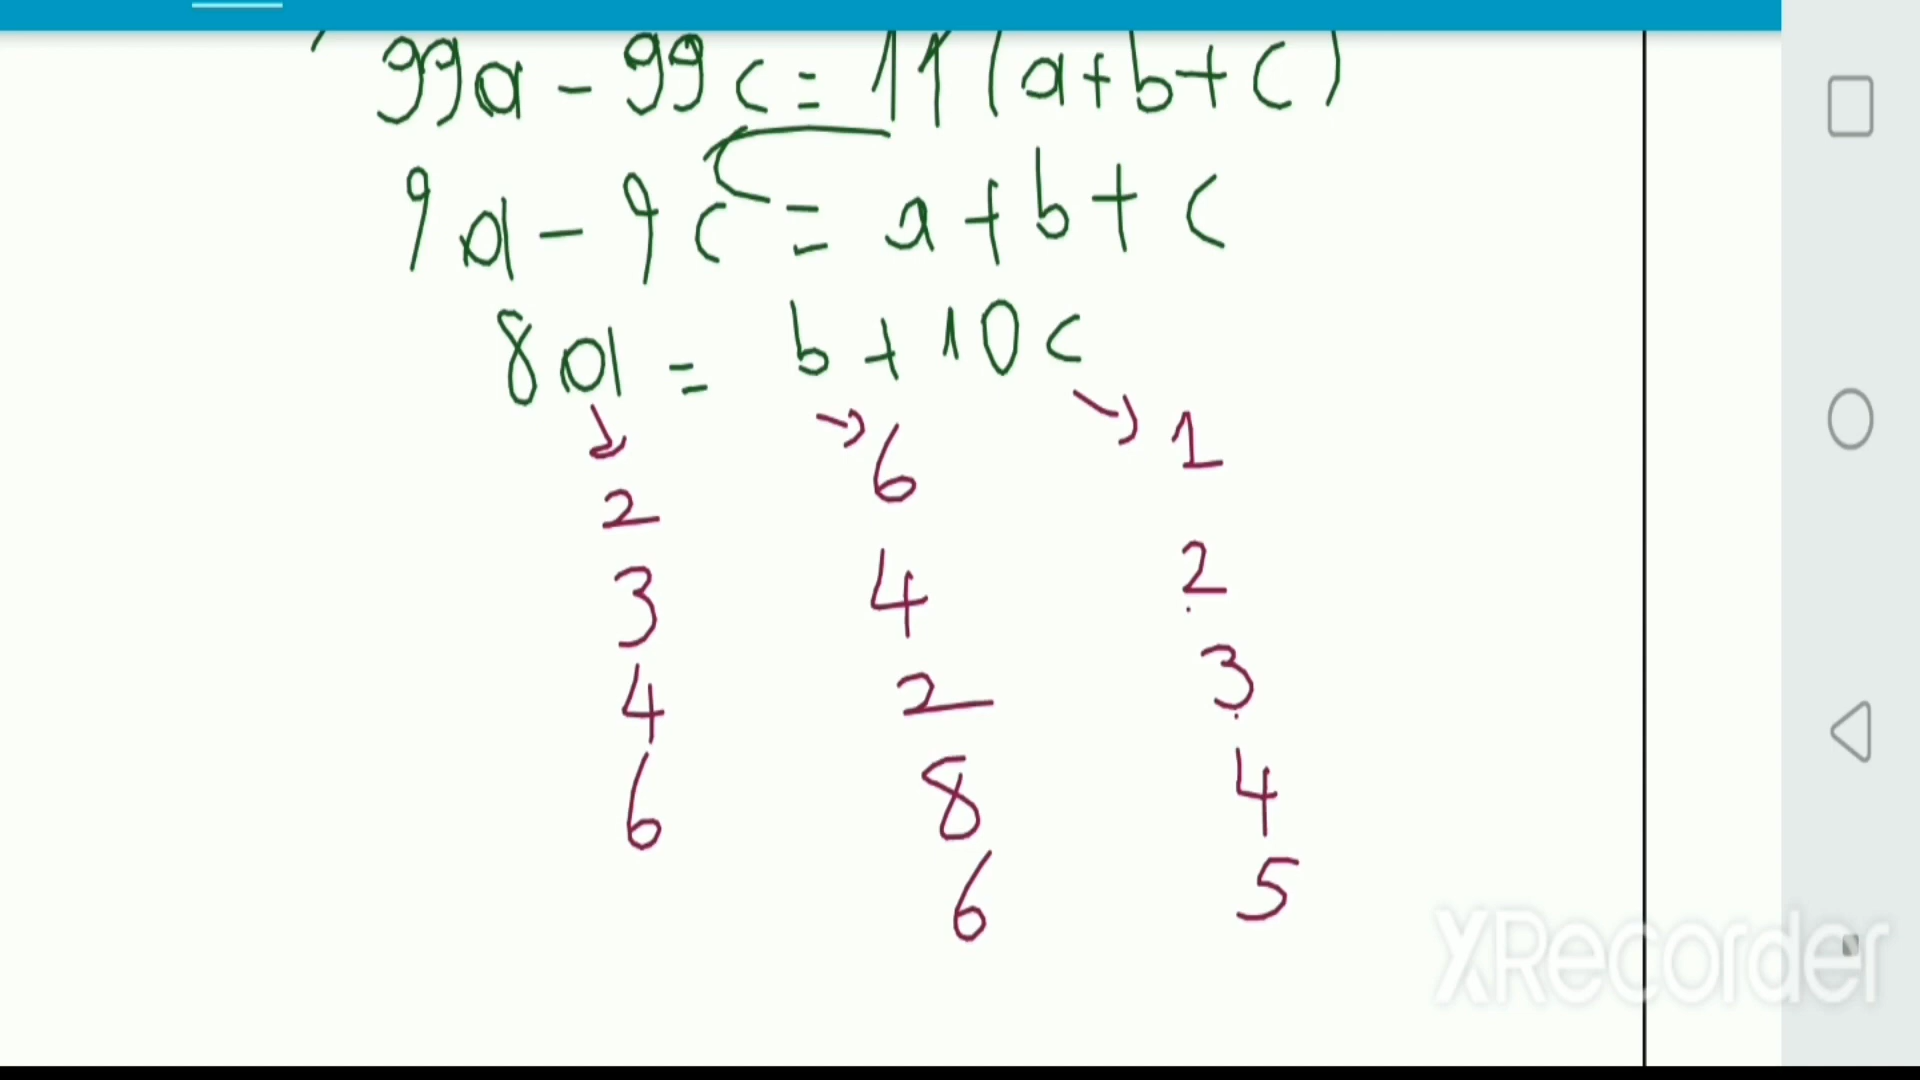 99a - 99c = 11 (a+b+c)
9a - 9c = a + b + c
8a = b + 10c
2 6 1
3 4 2
4 2 3
6 8 4
6 5
XRecorder